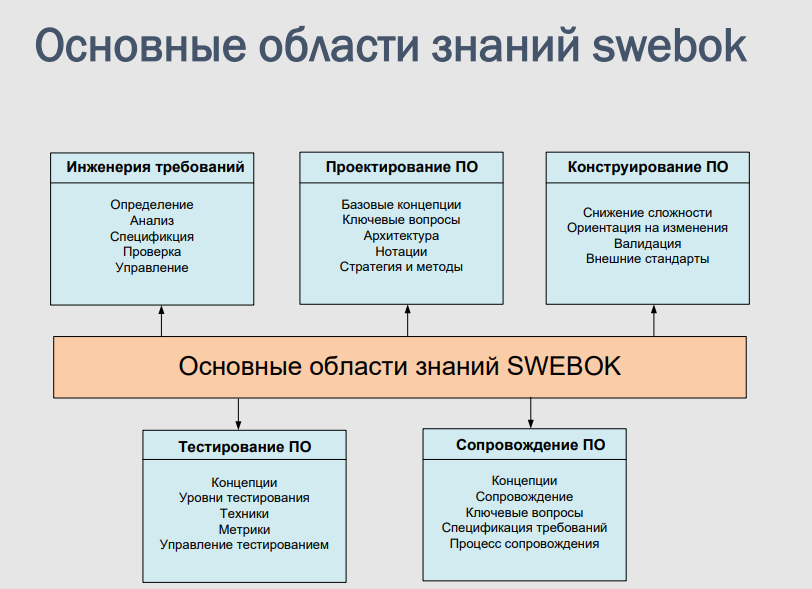 Основные области знаний swebok
Инженерия требований
Определение
Анализ
Спецификция
Проверка
Управление
Проектирование ПО
Базовые концепции
Ключевые вопросы
Архитектура
Нотации
Стратегия и методы
Конструирование ПО
Снижение сложности
Ориентация на изменения
Валидация
Внешние стандарты
Основные области знаний SWEBOK
Тестирование ПО
Концепции
Уровни тестирования
Техники
Метрики
Управление тестированием
Сопровождение ПО
Концепции
Сопровождение
Ключевые вопросы
Спецификация требований
Процесс сопровождения